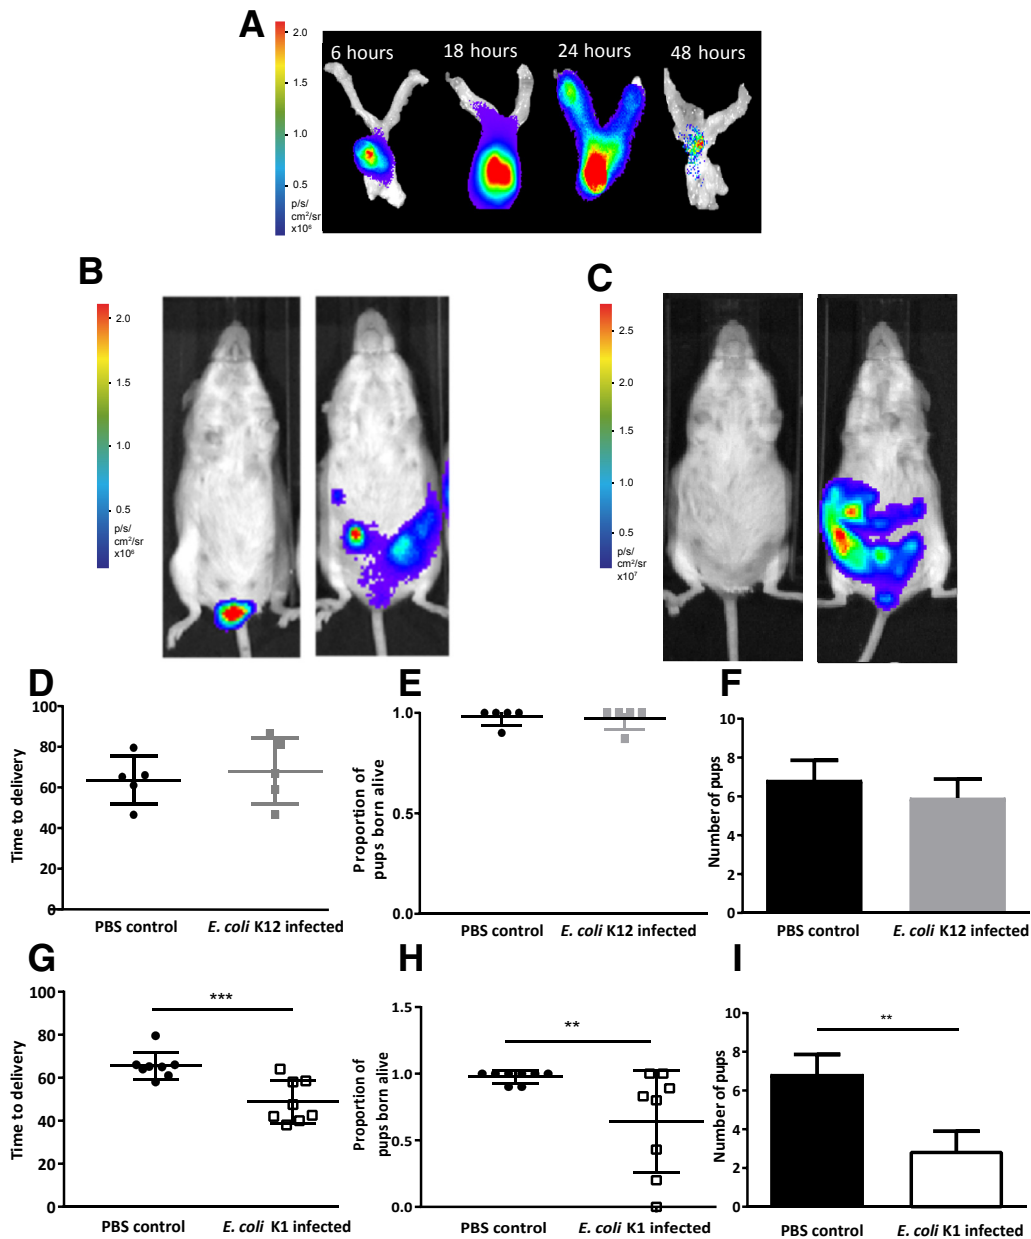 A
2.0
1.5
1.0
0.5
p/s/
cm²/sr
x10⁶
6 hours
18 hours
24 hours
48 hours
B
2.0
1.5
1.0
0.5
p/s/
cm²/sr
x10⁶
C
2.5
2.0
1.5
1.0
0.5
p/s/
cm²/sr
x10⁷
D
100
80
60
40
20
0
Time to delivery
PBS control
E. coli K12 infected
E
1.0
0.5
0.0
Proportion of
pups born alive
PBS control
E. coli K12 infected
F
10
8
6
4
2
0
Number of pups
PBS control
E. coli K12 infected
G
100
80
60
40
20
0
Time to delivery
***
PBS control
E. coli K1 infected
H
1.5
1.0
0.5
0.0
Proportion of
pups born alive
**
PBS control
E. coli K1 infected
I
10
8
6
4
2
0
Number of pups
**
PBS control
E. coli K1 infected